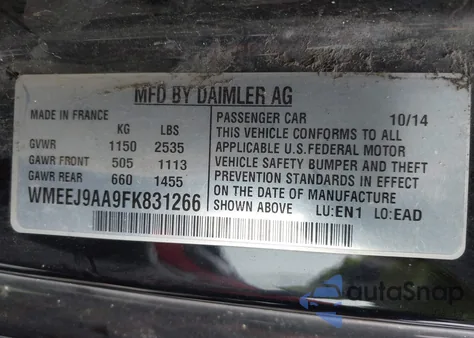 MFD BY DAIMLER AG
MADE IN FRANCE
KG LBS
GVWR 1150 2535
GAWR FRONT 505 1113
GAWR REAR 660 1455
WMEEJ9AA9FK831266
PASSENGER CAR 10/14
THIS VEHICLE CONFORMS TO ALL
APPLICABLE U.S.FEDERAL MOTOR
VEHICLE SAFETY BUMPER AND THEFT
PREVENTION STANDARDS IN EFFECT
ON THE DATE OF MANUFACTURE
SHOWN ABOVE LU:EN1 LO:EAD
autoSnap